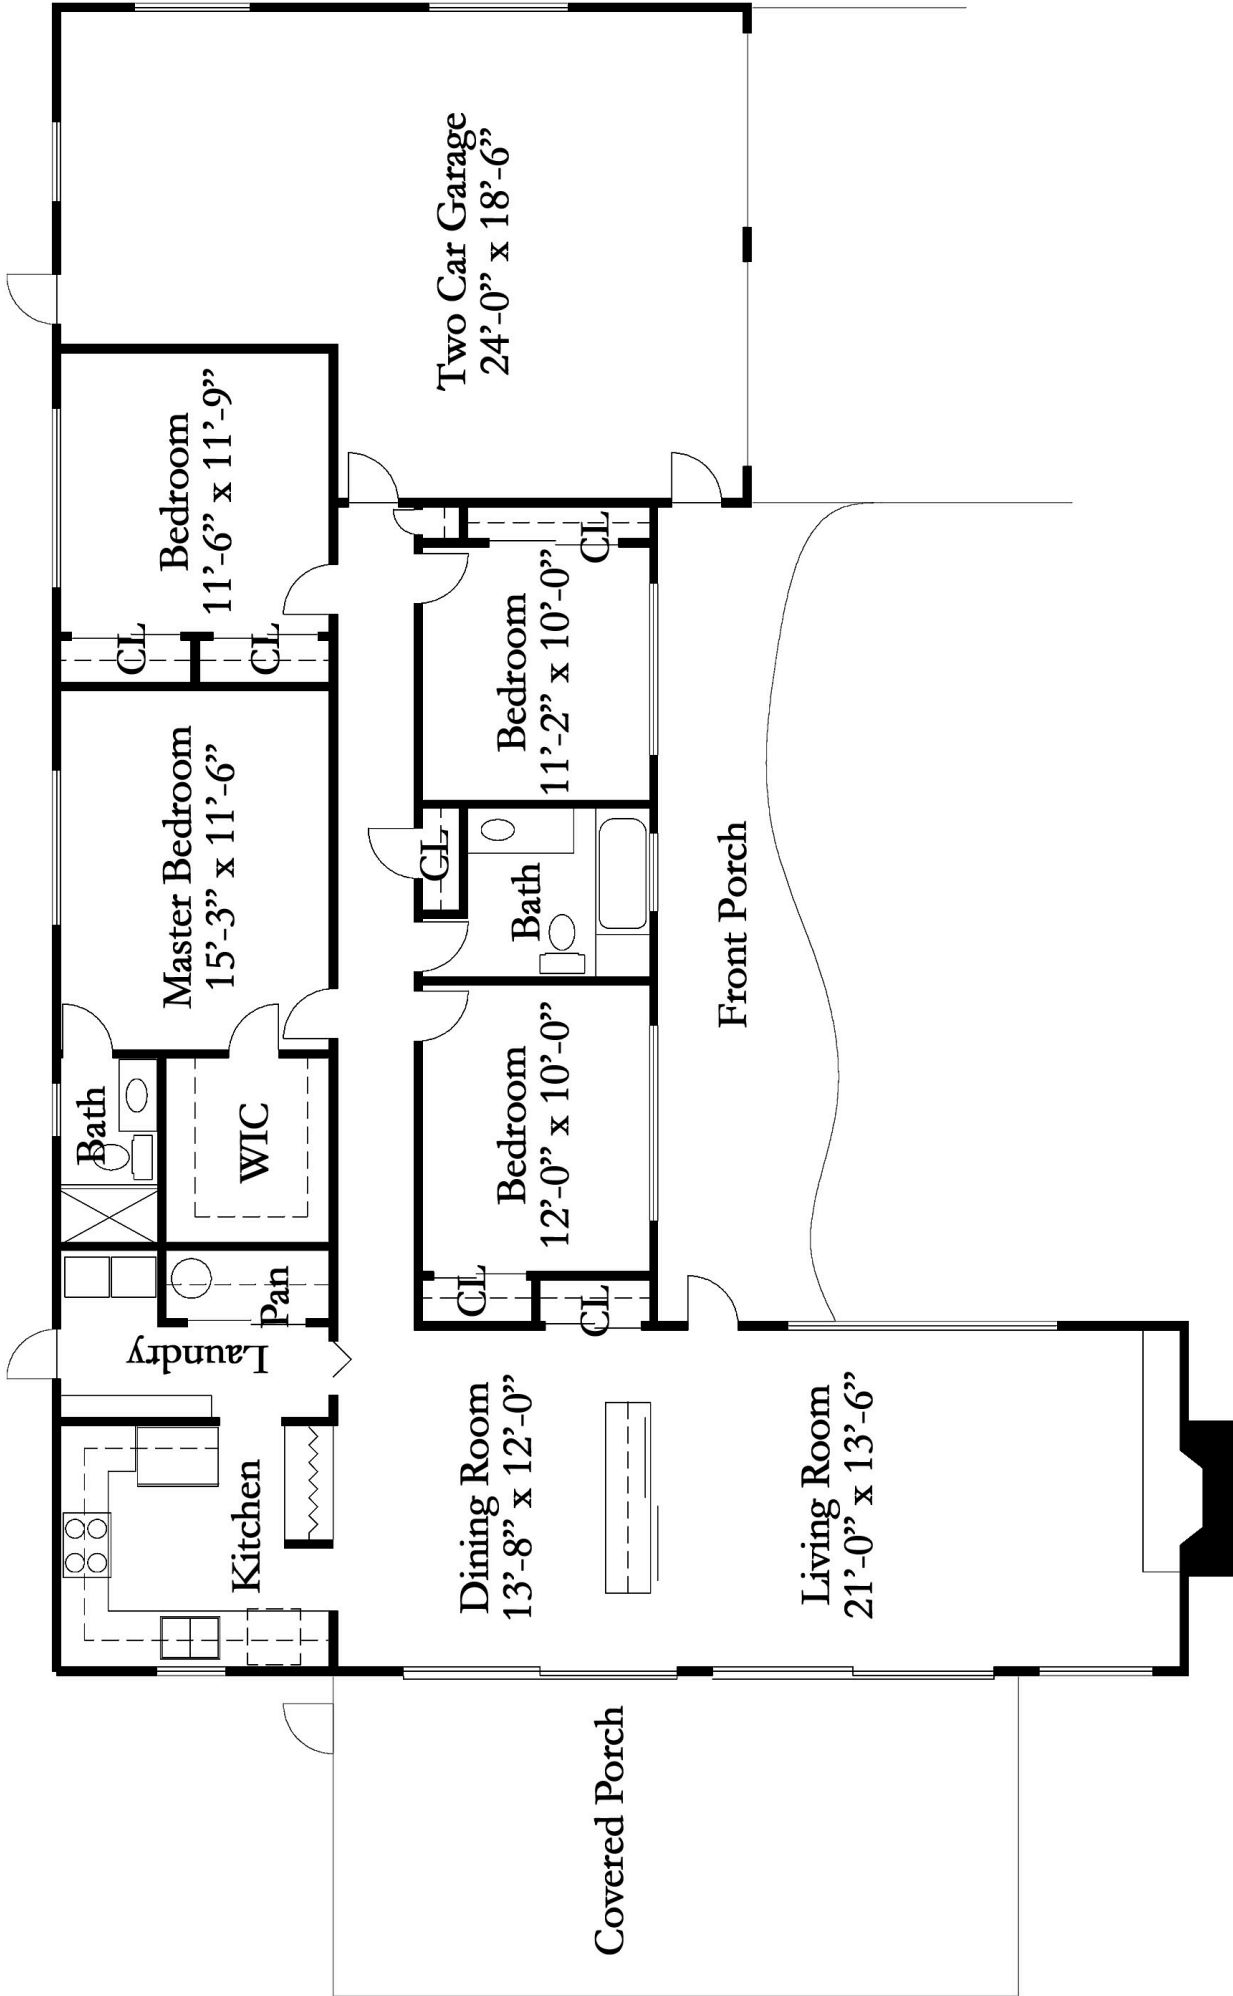 Two Car Garage
24’-0” x 18’-6”
Bedroom
11’-6” x 11’-9”
CL
CL
CL
Bedroom
11’-2” x 10’-0”
Master Bedroom
15’-3” x 11’-6”
CL
Bath
Front Porch
Bath
WIC
Bedroom
12’-0” x 10’-0”
CL
CL
Pan
Laundry
Kitchen
Dining Room
13’-8” x 12’-0”
Living Room
21’-0” x 13’-6”
Covered Porch